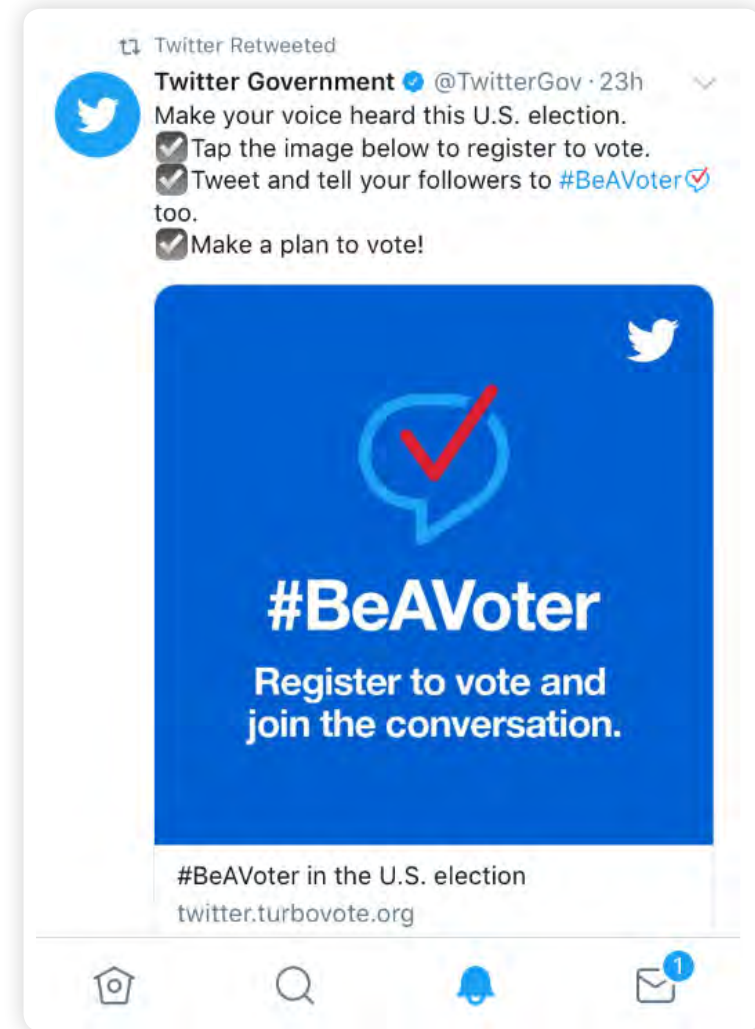 Twitter Retweeted
Twitter Government @TwitterGov · 23h
Make your voice heard this U.S. election.
Tap the image below to register to vote.
Tweet and tell your followers to #BeAVoter
too.
Make a plan to vote!
#BeAVoter
Register to vote and
join the conversation.
#BeAVoter in the U.S. election
twitter.turbovote.org
1